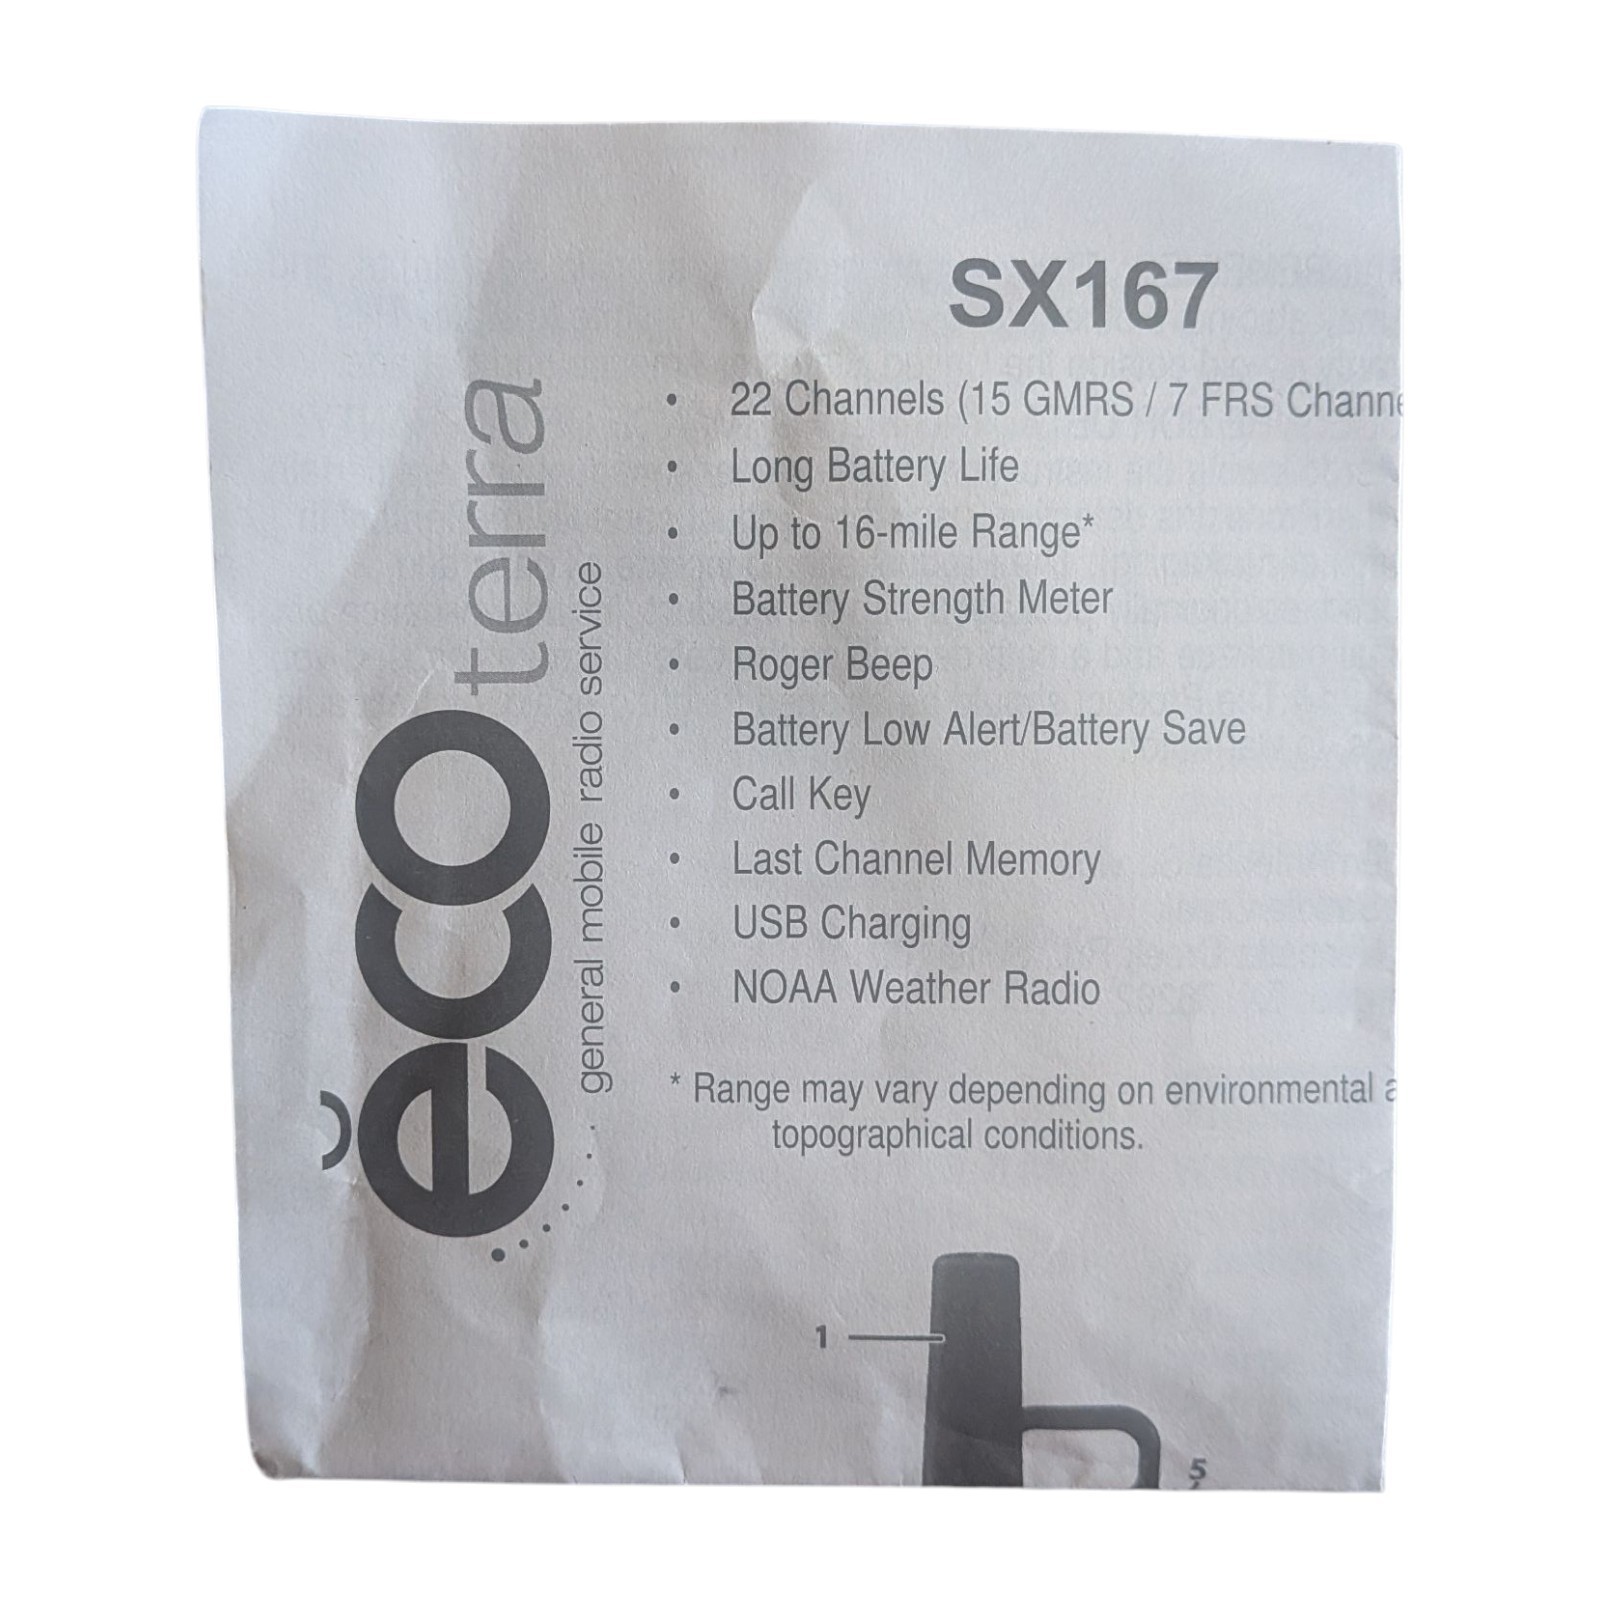 SX167
• 22 Channels (15 GMRS / 7 FRS
• Long Battery Life
• Up to 16-mile Range*
• Battery Strength Meter
• Roger Beep
• Battery Low Alert/Battery Save
• Call Key
• Last Channel Memory
• USB Charging
• NOAA Weather Radio
* Range may vary depending on environmental
topographical conditions.
ĕco terra
general mobile radio service
1
5